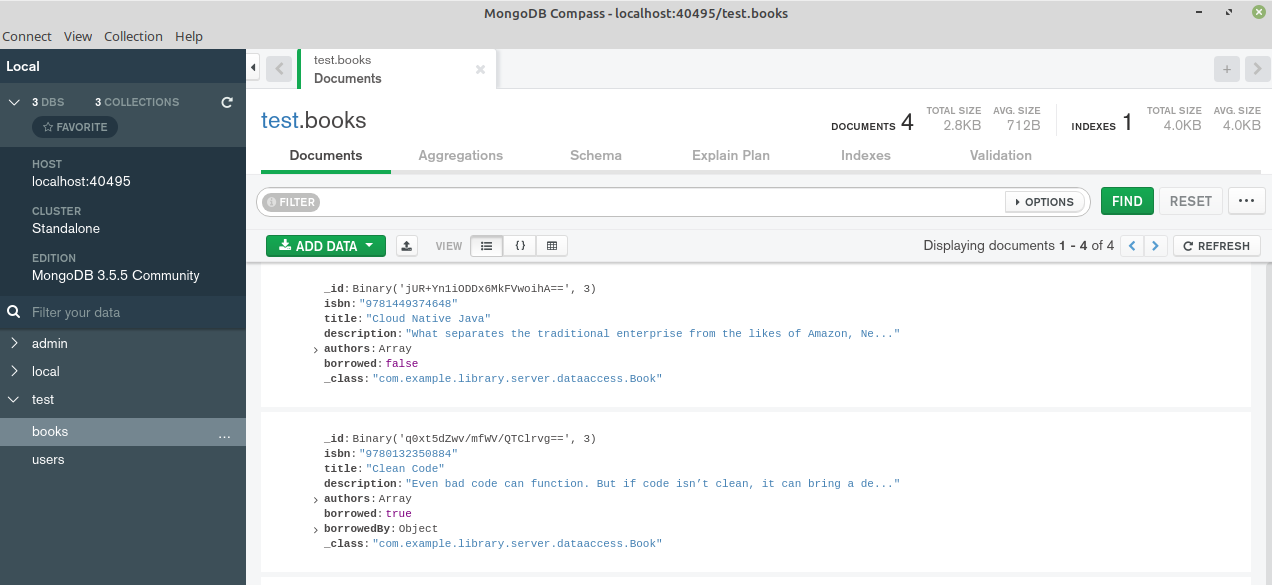 MongoDB Compass - localhost:40495/test.books
Connect View Collection Help
Local
3 DBS 3 COLLECTIONS
FAVORITE
HOST
localhost:40495
CLUSTER
Standalone
EDITION
MongoDB 3.5.5 Community
Filter your data
admin
local
test
books ...
users
test.books
Documents
test.books
DOCUMENTS 4 TOTAL SIZE 2.8KB AVG. SIZE 712B INDEXES 1 TOTAL SIZE 4.0KB AVG. SIZE 4.0KB
Documents Aggregations Schema Explain Plan Indexes Validation
FILTER OPTIONS FIND RESET ...
ADD DATA VIEW {} Displaying documents 1 - 4 of 4 < > REFRESH
_id: Binary('jUR+Yn1iODDx6MkFVwoihA==', 3)
isbn: "9781449374648"
title: "Cloud Native Java"
description: "What separates the traditional enterprise from the likes of Amazon, Ne..."
> authors: Array
borrowed: false
_class: "com.example.library.server.dataaccess.Book"
_id: Binary('q0xt5dZwv/mfWV/QTClrvg==', 3)
isbn: "9780132350884"
title: "Clean Code"
description: "Even bad code can function. But if code isn’t clean, it can bring a de..."
> authors: Array
borrowed: true
> borrowedBy: Object
_class: "com.example.library.server.dataaccess.Book"